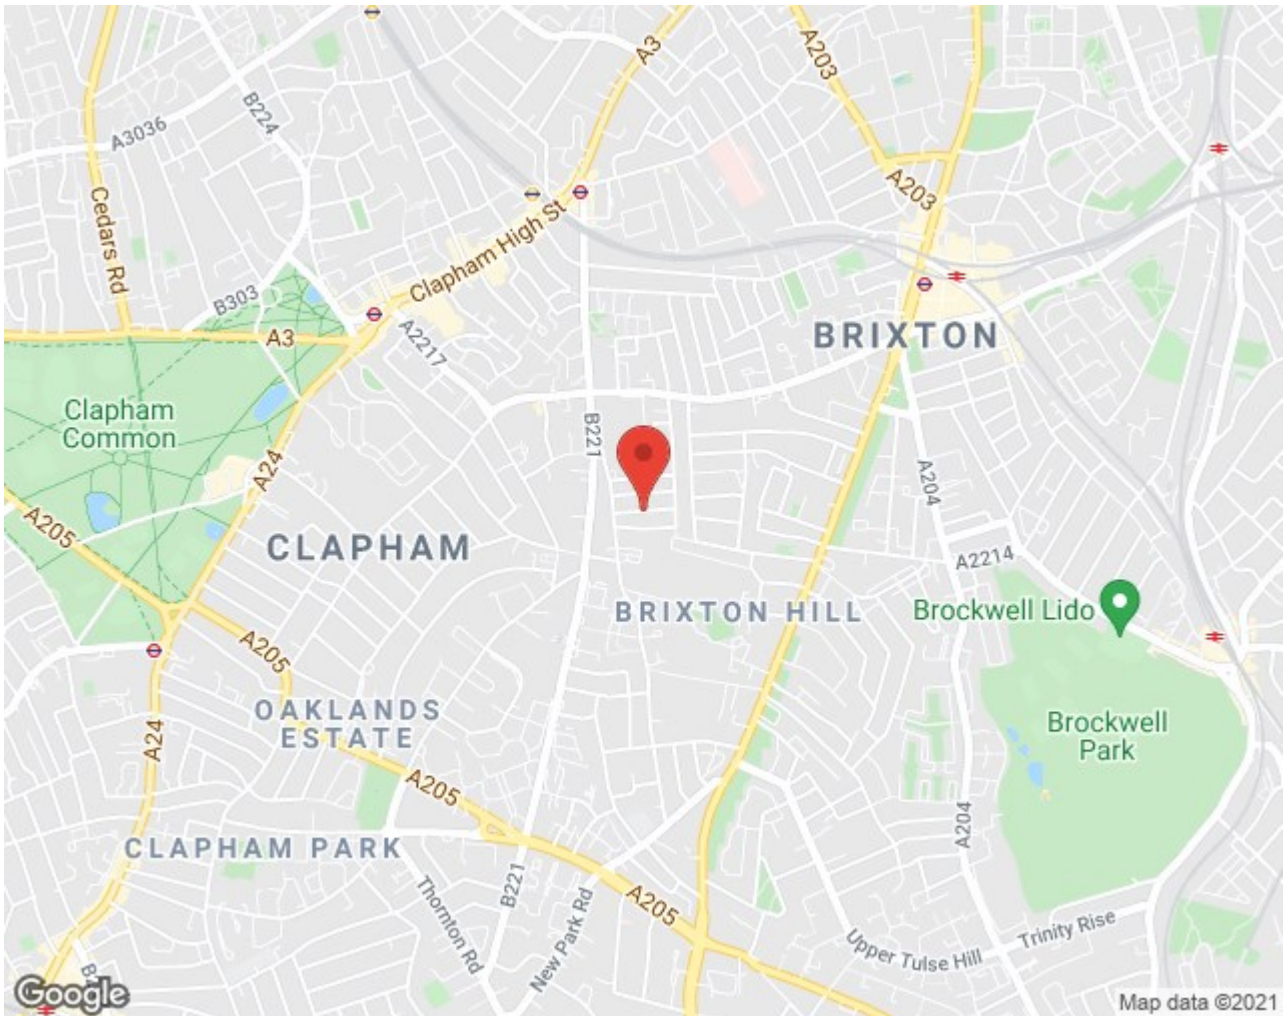 A3
A203
B224
A3036
A203
Cedars Rd
Clapham High St
B303
A3
A2217
BRIXTON
Clapham
Common
B221
A24
A204
A205
CLAPHAM
A2214
BRIXTON HILL
Brockwell Lido
A205
OAKLANDS
ESTATE
Brockwell
Park
A24
A205
A204
CLAPHAM PARK
B221
Thornton Rd
New Park Rd
A205
Upper Tulse Hill
Trinity Rise
Google
Map data ©2021